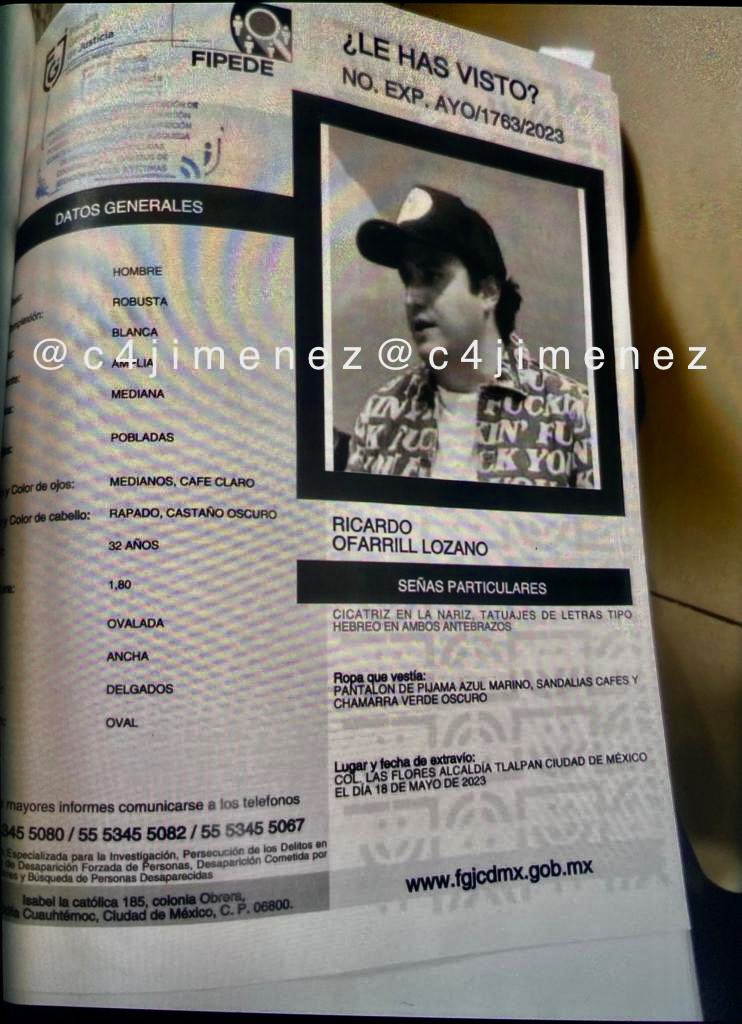 Justicia
FIPEDE
¿LE HAS VISTO?
NO. EXP. AYO/1763/2023
DATOS GENERALES
HOMBRE
ROBUSTA
BLANCA
@c4jimenez@c4jimenez
AMPLIA
MEDIANA
POBLADAS
y Color de ojos: MEDIANOS, CAFE CLARO
y Color de cabello: RAPADO, CASTAÑO OSCURO
32 AÑOS
1,80
OVALADA
ANCHA
DELGADOS
OVAL
mayores informes comunicarse a los telefonos
345 5080 / 55 5345 5082 / 55 5345 5067
Especializada para la Investigación, Persecución de los Delitos en
de Desaparición Forzada de Personas, Desaparición Cometida por
y Búsqueda de Personas Desaparecidas
Isabel la católica 185, colonia Obrera,
Cuauhtémoc, Ciudad de México, C. P. 06800.
FUCKIN'
KIN' FU
CK YOU
RICARDO
OFARRILL LOZANO
SEÑAS PARTICULARES
CICATRIZ EN LA NARIZ, TATUAJES DE LETRAS TIPO
HEBREO EN AMBOS ANTEBRAZOS
Ropa que vestía:
PANTALON DE PIJAMA AZUL MARINO, SANDALIAS CAFES Y
CHAMARRA VERDE OSCURO
Lugar y fecha de extravío:
COL. LAS FLORES ALCALDÍA TLALPAN CIUDAD DE MÉXICO
EL DÍA 18 DE MAYO DE 2023
www.fgjcdmx.gob.mx